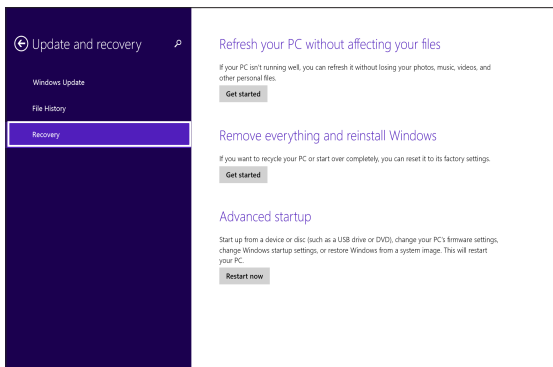 Update and recovery
Windows Update
File History
Recovery
Refresh your PC without affecting your files
If your PC isn't running well, you can refresh it without losing your photos, music, videos, and
other personal files.
Get started
Remove everything and reinstall Windows
If you want to recycle your PC or start over completely, you can reset it to its factory settings.
Get started
Advanced startup
Start up from a device or disc (such as a USB drive or DVD), change your PC's firmware settings,
change Windows startup settings, or restore Windows from a system image. This will restart
your PC.
Restart now